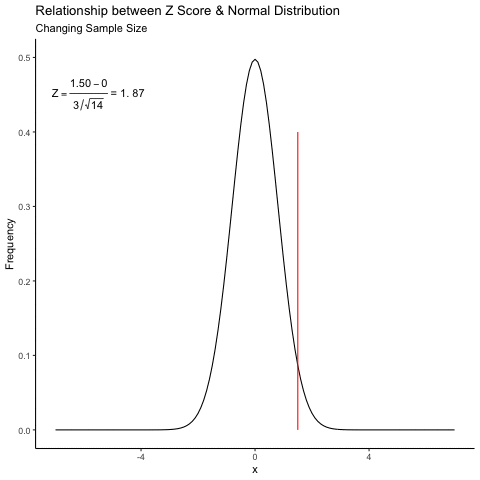 Relationship between Z Score & Normal Distribution
Changing Sample Size
0.5
Z = (1.50 – 0) / (3/√14) = 1. 87
0.4
0.3
Frequency
0.2
0.1
0.0
-4 0 4
x